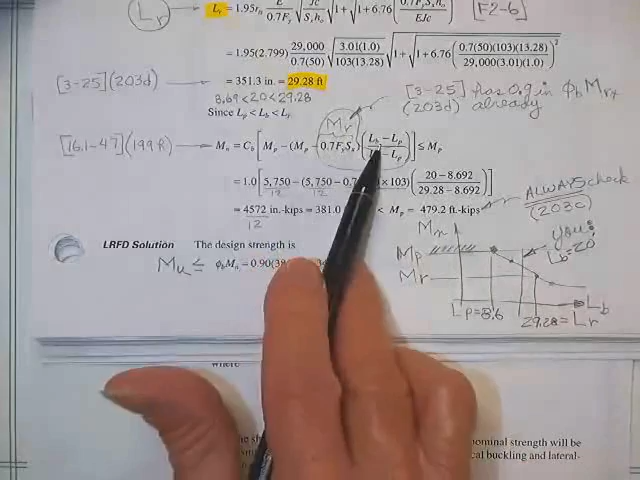 Lr
Lr = 1.95r E/0.7F √Jc/S h √1 + √1 + 6.76 (0.7F S h /EJc)
[F2-6]
= 1.95(2.799) 29,000/0.7(50) √3.01(1.0)/103(13.28) √1 + √1 + 6.76 (0.7(50)(103)(13.28)/29,000(3.01)(1.0))²
[3-25](203d) = 351.3 in. = 29.28 ft
8.69 < 20 < 29.28
[3-25] has 0.9 in ϕb Mrx
(203d) already
Since Lp < Lb < Lr
Mr
[16.1-47](199R) Mn = Cb [Mp − (Mp − 0.7FySx) (Lb − Lp / − Lp)] ≤ Mp
= 1.0 [5,750 − (5,750 − 0.7 × 103) (20 − 8.692 / 29.28 − 8.692)]
12 12
ALWAYS check
(203c)
= 4572 in.-kips = 381.0 < Mp = 479.2 ft-kips
12
LRFD Solution The design strength is
Mu ≤ ϕbMn = 0.90(38
Mn
Mp
Mr
you:
Lb = 20'
Lp = 8.6
29.28 = Lr
Lb
where
nominal strength will be
cal buckling and lateral-